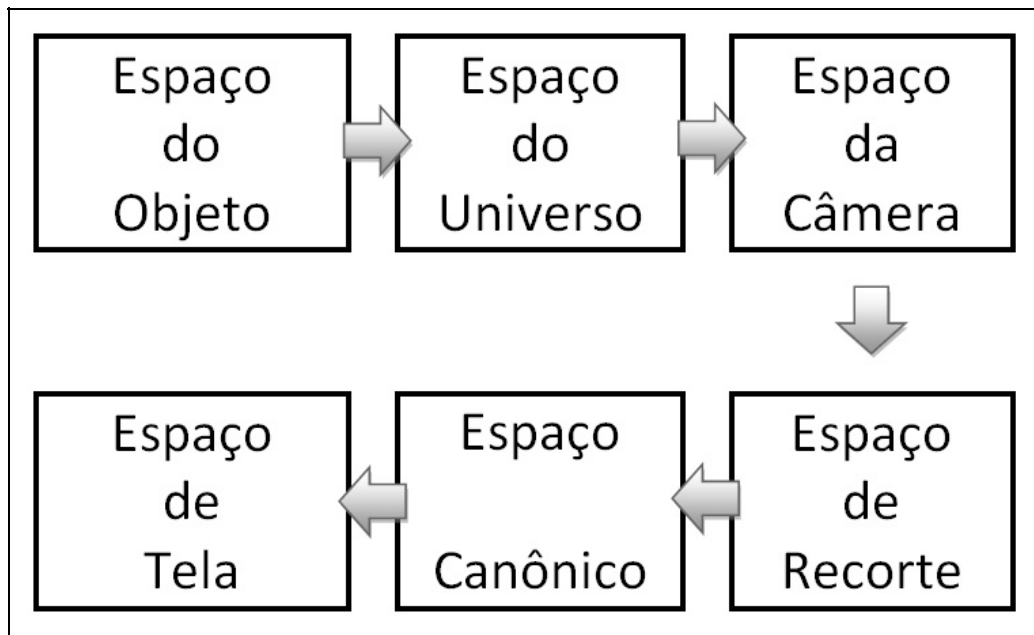 Espaço
do
Objeto
Espaço
do
Universo
Espaço
da
Câmera
Espaço
de
Recorte
Espaço
Canônico
Espaço
de
Tela